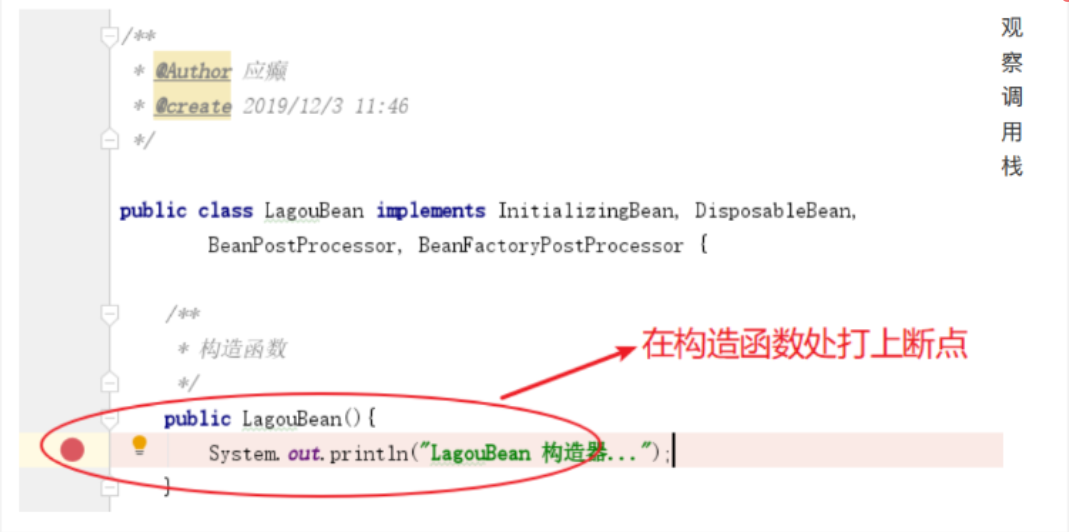 /**
* @Author 应癫
* @create 2019/12/3 11:46
*/
public class LagouBean implements InitializingBean, DisposableBean,
BeanPostProcessor, BeanFactoryPostProcessor {
/**
* 构造函数
*/
public LagouBean(){
System.out.println("LagouBean 构造器...");
}
在构造函数处打上断点
观
察
调
用
栈